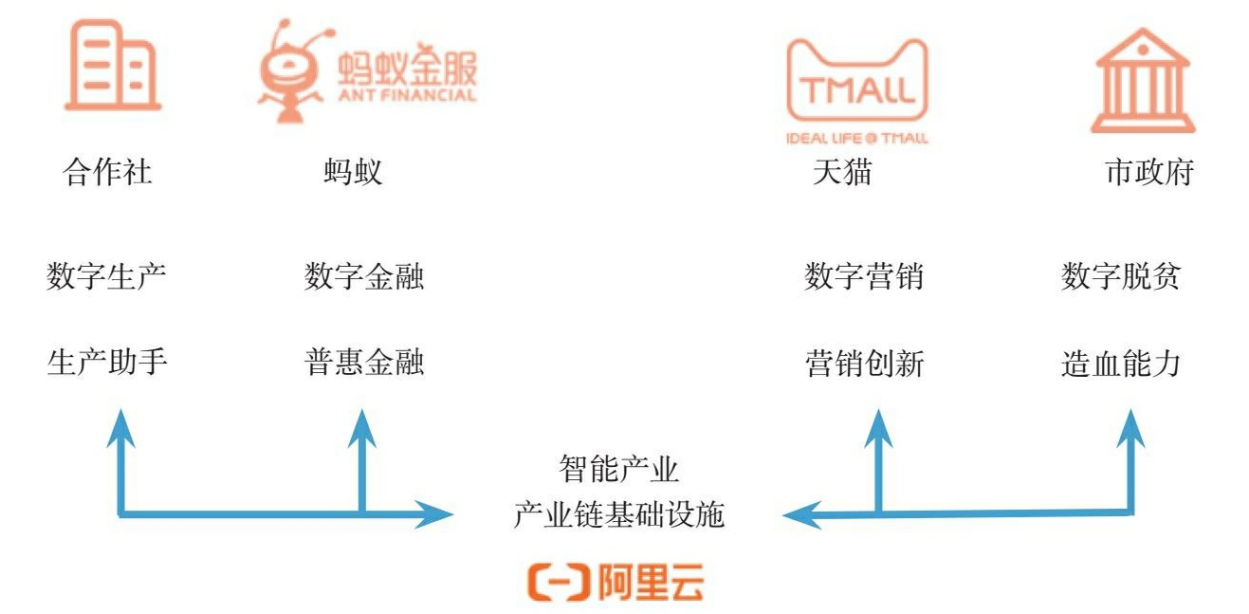 蚂蚁金服
ANT FINANCIAL
TMALL
IDEAL LIFE @ TMALL
合作社
蚂蚁
天猫
市政府
数字生产
数字金融
数字营销
数字脱贫
生产助手
普惠金融
营销创新
造血能力
智能产业
产业链基础设施
阿里云